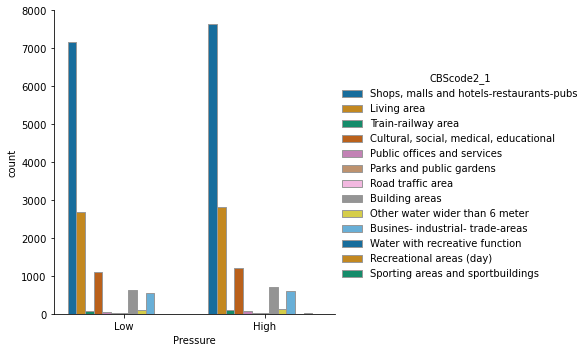 8000
7000
6000
5000
4000
3000
2000
1000
0
count
Low
High
Pressure
CBScode2_1
Shops, malls and hotels-restaurants-pubs
Living area
Train-railway area
Cultural, social, medical, educational
Public offices and services
Parks and public gardens
Road traffic area
Building areas
Other water wider than 6 meter
Busines- industrial- trade-areas
Water with recreative function
Recreational areas (day)
Sporting areas and sportbuildings